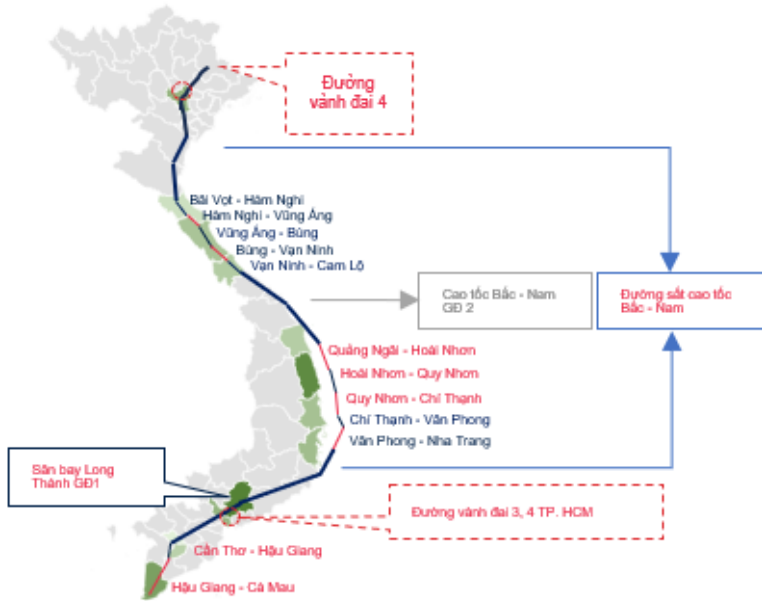 Đường
vành đai 4
Bãi Vọt - Hàm Nghi
Hàm Nghi - Vũng Áng
Vũng Áng - Bùng
Bùng - Vạn Ninh
Vạn Ninh - Cam Lộ
Cao tốc Bắc - Nam
GĐ 2
Đường sắt cao tốc
Bắc - Nam
Quảng Ngãi - Hoài Nhơn
Hoài Nhơn - Quy Nhơn
Quy Nhơn - Chí Thạnh
Chí Thạnh - Vân Phong
Vân Phong - Nha Trang
Sân bay Long
Thành GĐ1
Đường vành đai 3, 4 TP. HCM
Cần Thơ - Hậu Giang
Hậu Giang - Cà Mau